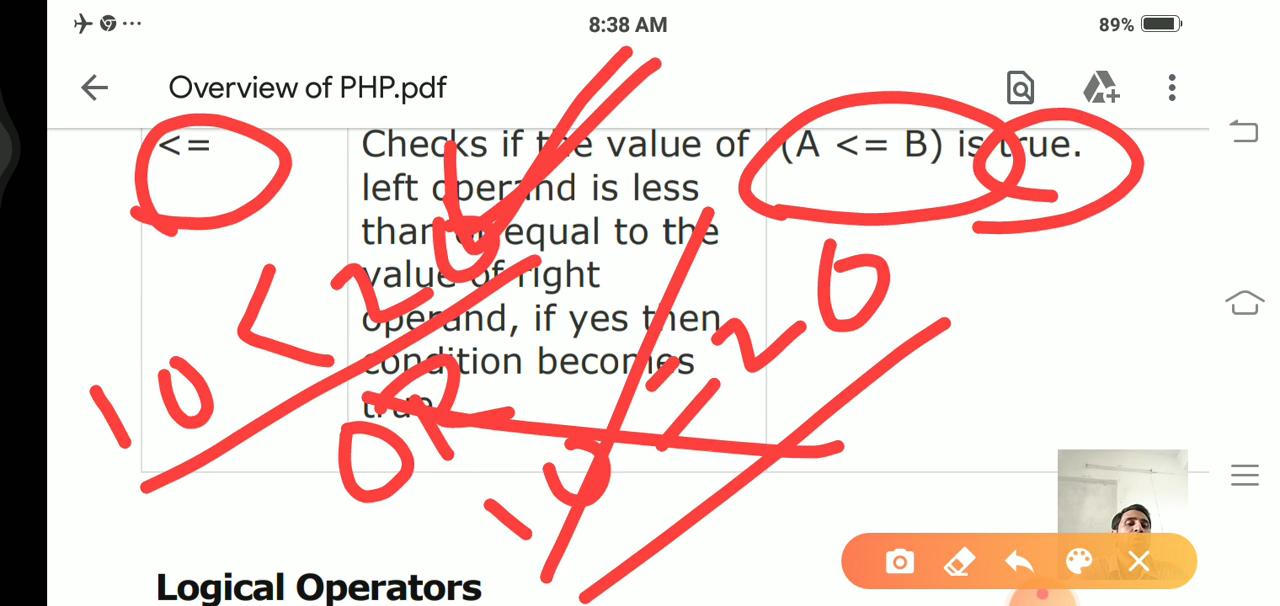 8:38 AM
89%
Overview of PHP.pdf
<= Checks if the value of (A <= B) is true.
left operand is less
than or equal to the
value of right
operand, if yes then
condition becomes
true.
10 < 20
OR
10 = 20
Logical Operators